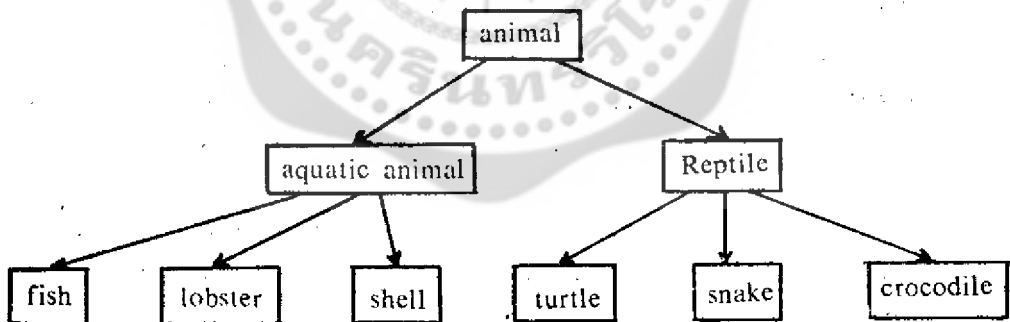 animal
aquatic animal
Reptile
fish
lobster
shell
turtle
snake
crocodile